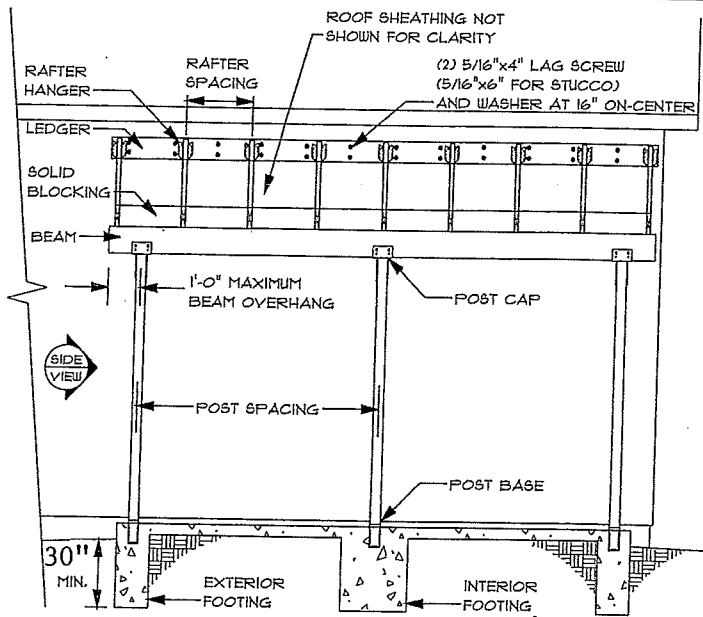 ROOF SHEATHING NOT
SHOWN FOR CLARITY
RAFTER
SPACING
(2) 5/16"x4" LAG SCREW
(5/16"x6" FOR STUCCO)
AND WASHER AT 16" ON-CENTER
RAFTER
HANGER
LEDGER
SOLID
BLOCKING
BEAM
1'-0" MAXIMUM
BEAM OVERHANG
POST CAP
SIDE
VIEW
POST SPACING
POST BASE
30"
MIN.
EXTERIOR
FOOTING
INTERIOR
FOOTING